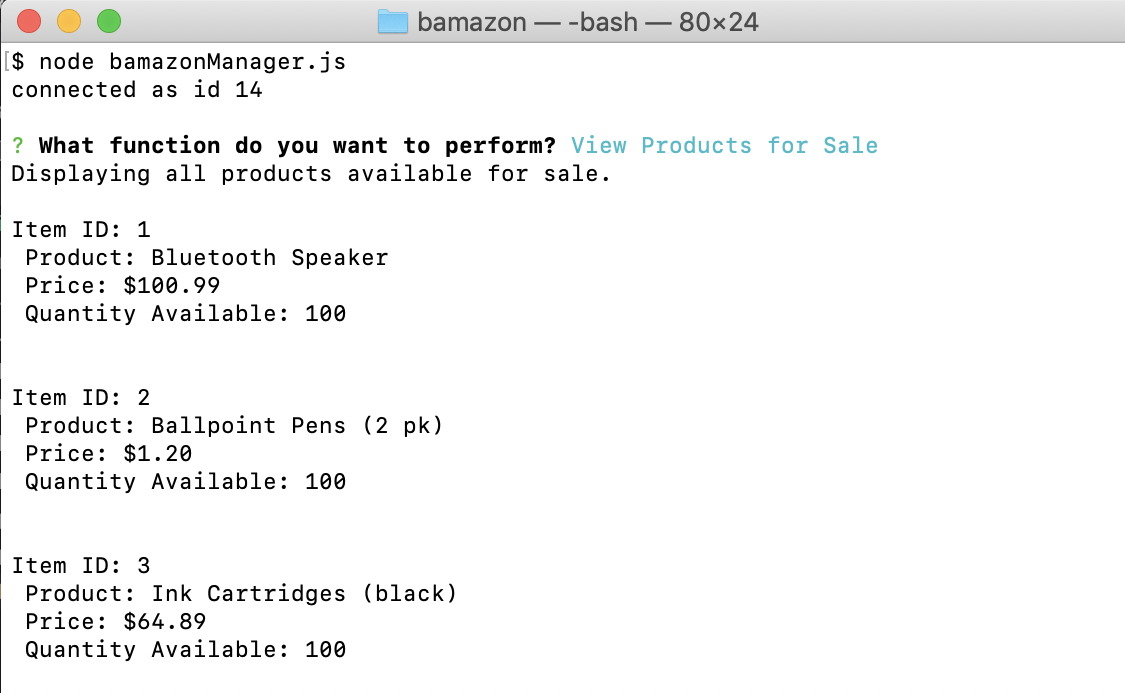 bamazon — -bash — 80×24
[$ node bamazonManager.js
connected as id 14
? What function do you want to perform? View Products for Sale
Displaying all products available for sale.
Item ID: 1
Product: Bluetooth Speaker
Price: $100.99
Quantity Available: 100
Item ID: 2
Product: Ballpoint Pens (2 pk)
Price: $1.20
Quantity Available: 100
Item ID: 3
Product: Ink Cartridges (black)
Price: $64.89
Quantity Available: 100